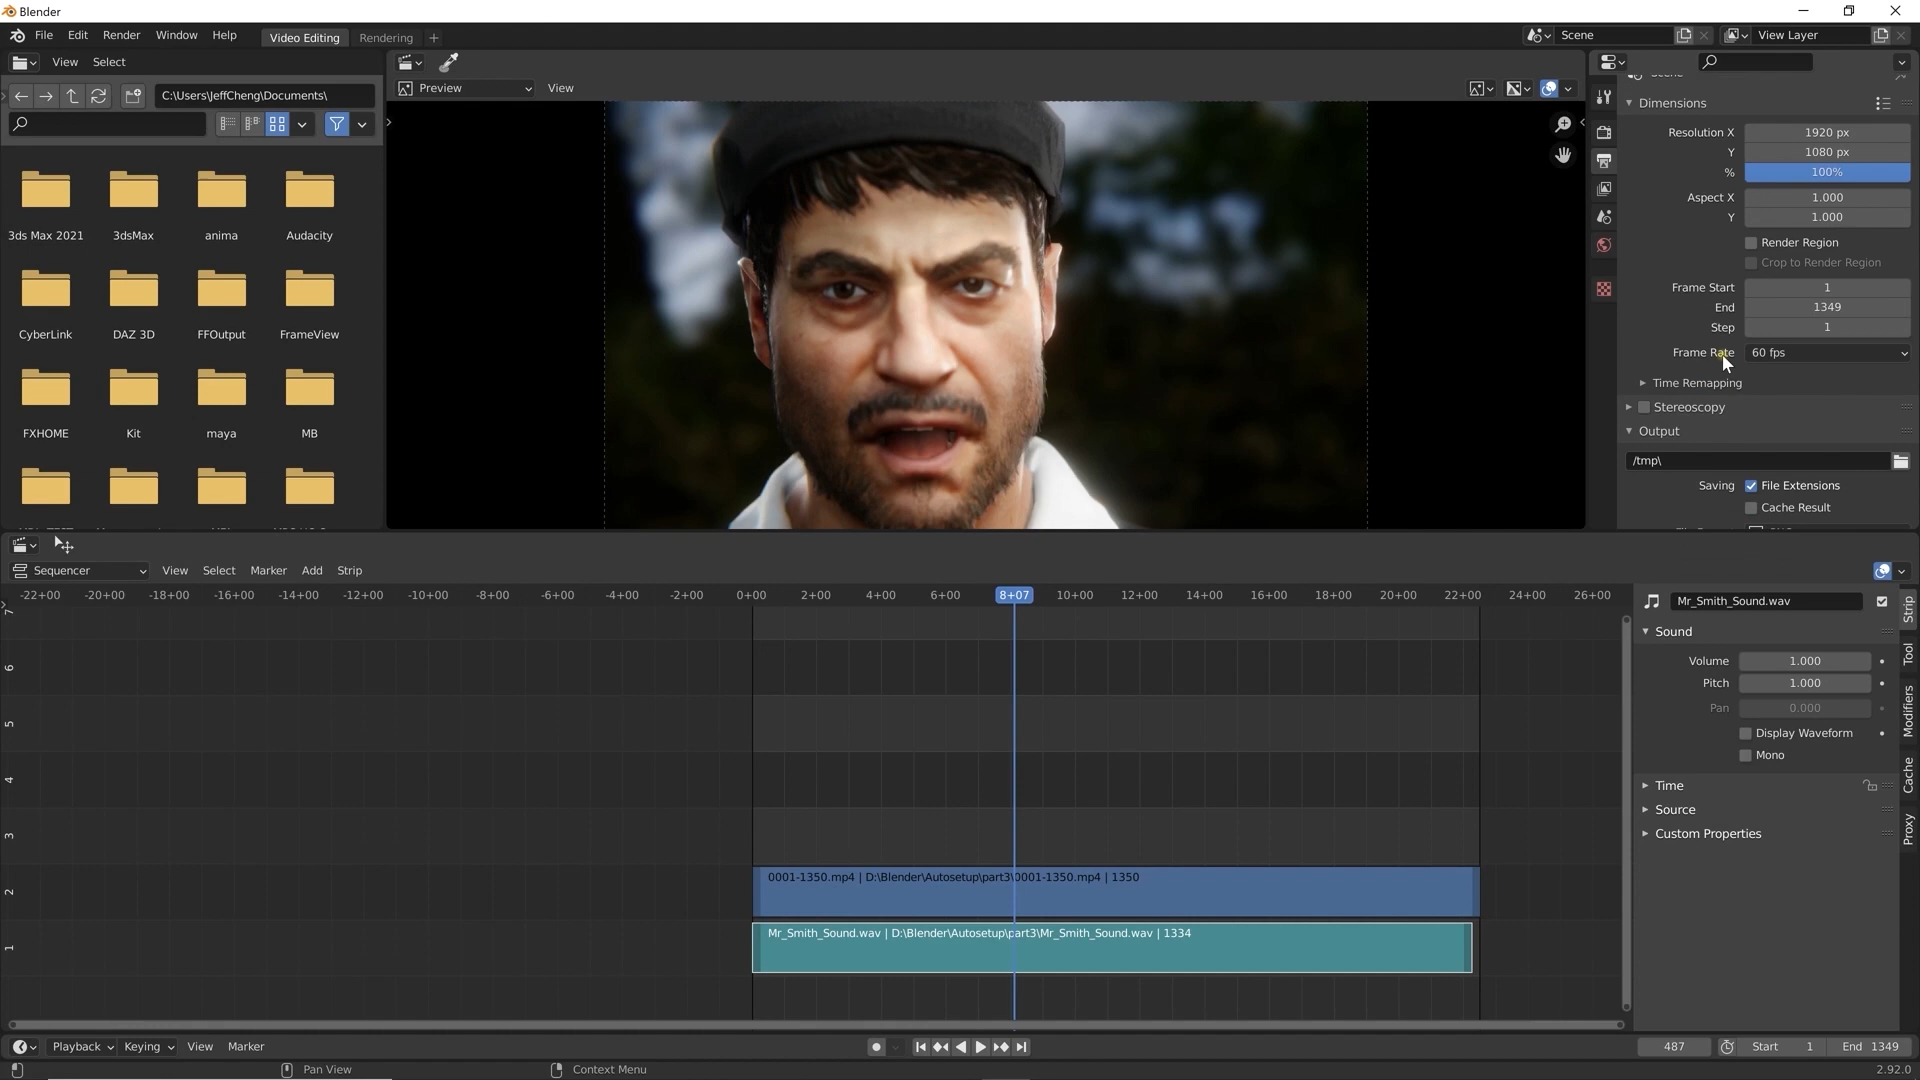 Blender
File Edit Render Window Help Video Editing Rendering + Scene View Layer
View Select
C:\Users\JeffCheng\Documents\
3ds Max 2021 3dsMax anima Audacity
CyberLink DAZ 3D FFOutput FrameView
FXHOME Kit maya MB
Preview View
Dimensions
Resolution X 1920 px
Y 1080 px
% 100%
Aspect X 1.000
Y 1.000
Render Region
Crop to Render Region
Frame Start 1
End 1349
Step 1
Frame Rate 60 fps
Time Remapping
Stereoscopy
Output
/tmp\
Saving File Extensions
Cache Result
Sequencer View Select Marker Add Strip
-22+00 -20+00 -18+00 -16+00 -14+00 -12+00 -10+00 -8+00 -6+00 -4+00 -2+00 0+00 2+00 4+00 6+00 8+07 10+00 12+00 14+00 16+00 18+00 20+00 22+00 24+00 26+00
7
6
5
4
3
2
1
0001-1350.mp4 | D:\Blender\Autosetup\part3\0001-1350.mp4 | 1350
Mr_Smith_Sound.wav | D:\Blender\Autosetup\part3\Mr_Smith_Sound.wav | 1334
Mr_Smith_Sound.wav
Sound
Volume 1.000
Pitch 1.000
Pan 0.000
Display Waveform
Mono
Time
Source
Custom Properties
Strip
Tool
Modifiers
Cache
Proxy
Playback Keying View Marker 487 Start 1 End 1349
Pan View Context Menu 2.92.0